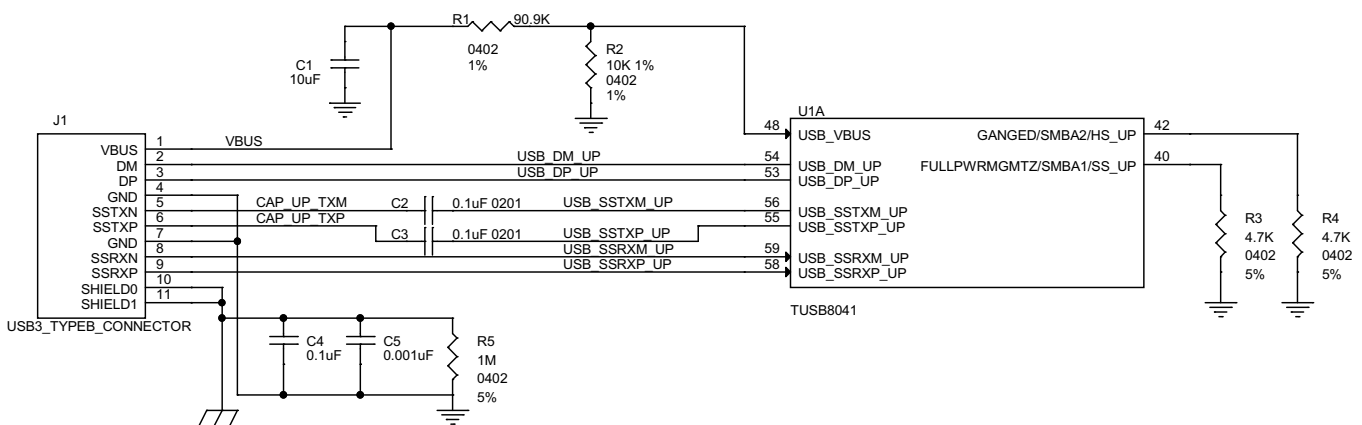 R1 90.9K
0402
1%
C1
10uF
R2
10K 1%
0402
1%
J1
VBUS
DM
DP
GND
SSTXN
SSTXP
GND
SSRXN
SSRXP
SHIELD0
SHIELD1
USB3_TYPEB_CONNECTOR
1
2
3
4
5
6
7
8
9
10
11
VBUS
USB_DM_UP
USB_DP_UP
CAP_UP_TXM
CAP_UP_TXP
C2 0.1uF 0201
C3 0.1uF 0201
USB_SSTXM_UP
USB_SSTXP_UP
USB_SSRXM_UP
USB_SSRXP_UP
U1A
48
54
53
56
55
59
58
USB_VBUS
USB_DM_UP
USB_DP_UP
USB_SSTXM_UP
USB_SSTXP_UP
USB_SSRXM_UP
USB_SSRXP_UP
GANGED/SMBA2/HS_UP
FULLPWRMGMTZ/SMBA1/SS_UP
42
40
TUSB8041
R3
4.7K
0402
5%
R4
4.7K
0402
5%
C4
0.1uF
C5
0.001uF
R5
1M
0402
5%